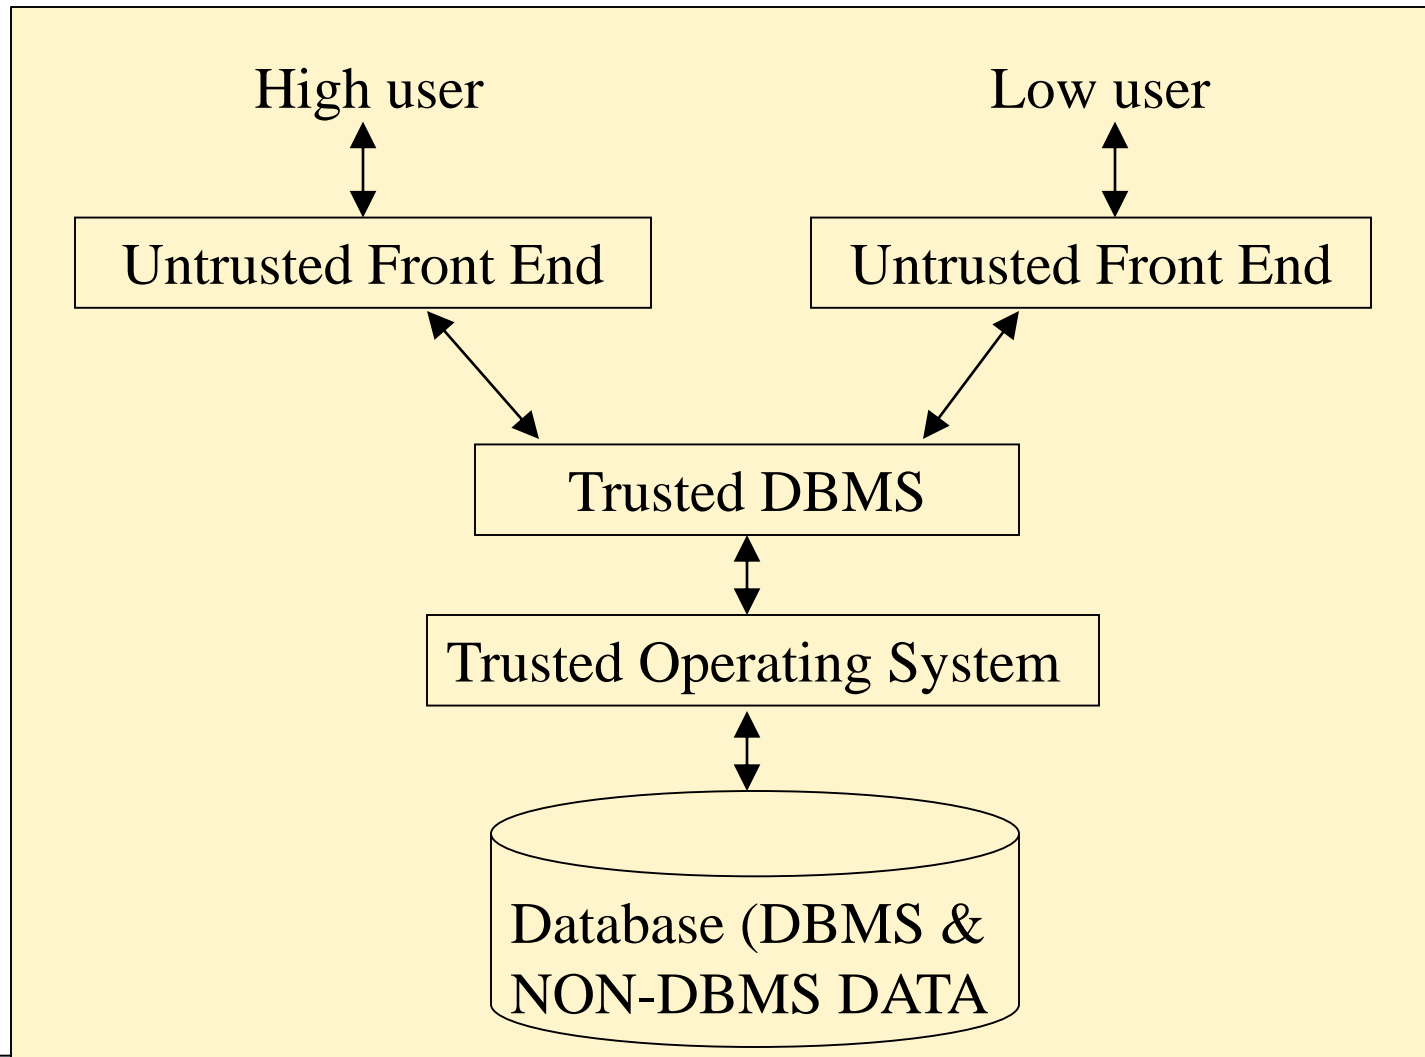 High user
Low user
Untrusted Front End
Untrusted Front End
Trusted DBMS
Trusted Operating System
Database (DBMS &
NON-DBMS DATA